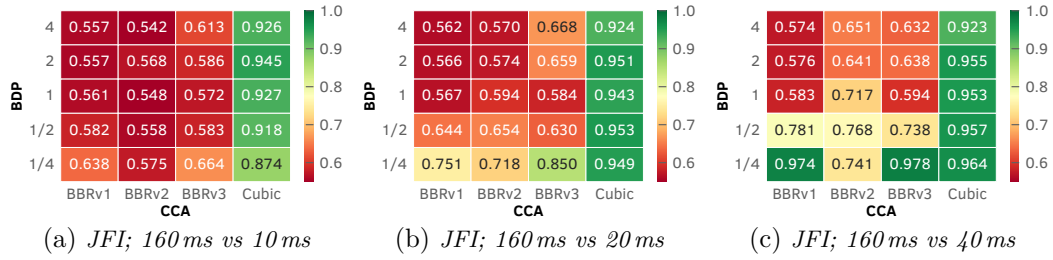 BDP
4 0.557 0.542 0.613 0.926
2 0.557 0.568 0.586 0.945
1 0.561 0.548 0.572 0.927
1/2 0.582 0.558 0.583 0.918
1/4 0.638 0.575 0.664 0.874
BBRv1 BBRv2 BBRv3 Cubic
CCA
1.0
0.9
0.8
0.7
0.6
(a) JFI; 160 ms vs 10 ms
BDP
4 0.562 0.570 0.668 0.924
2 0.566 0.574 0.659 0.951
1 0.567 0.594 0.584 0.943
1/2 0.644 0.654 0.630 0.953
1/4 0.751 0.718 0.850 0.949
BBRv1 BBRv2 BBRv3 Cubic
CCA
1.0
0.9
0.8
0.7
0.6
(b) JFI; 160 ms vs 20 ms
BDP
4 0.574 0.651 0.632 0.923
2 0.576 0.641 0.638 0.955
1 0.583 0.717 0.594 0.953
1/2 0.781 0.768 0.738 0.957
1/4 0.974 0.741 0.978 0.964
BBRv1 BBRv2 BBRv3 Cubic
CCA
1.0
0.9
0.8
0.7
0.6
(c) JFI; 160 ms vs 40 ms